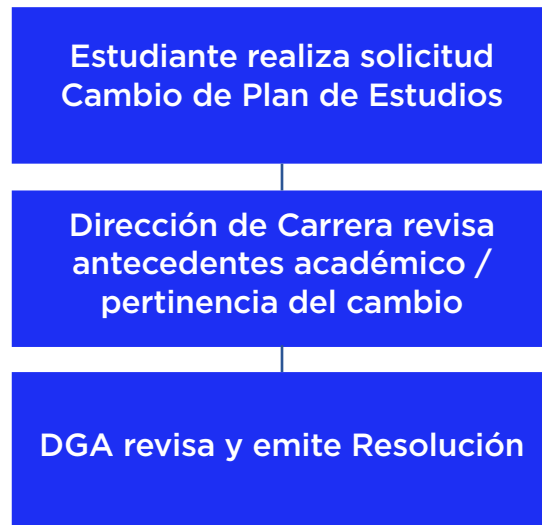 Estudiante realiza solicitud
Cambio de Plan de Estudios
Dirección de Carrera revisa
antecedentes académico /
pertinencia del cambio
DGA revisa y emite Resolución